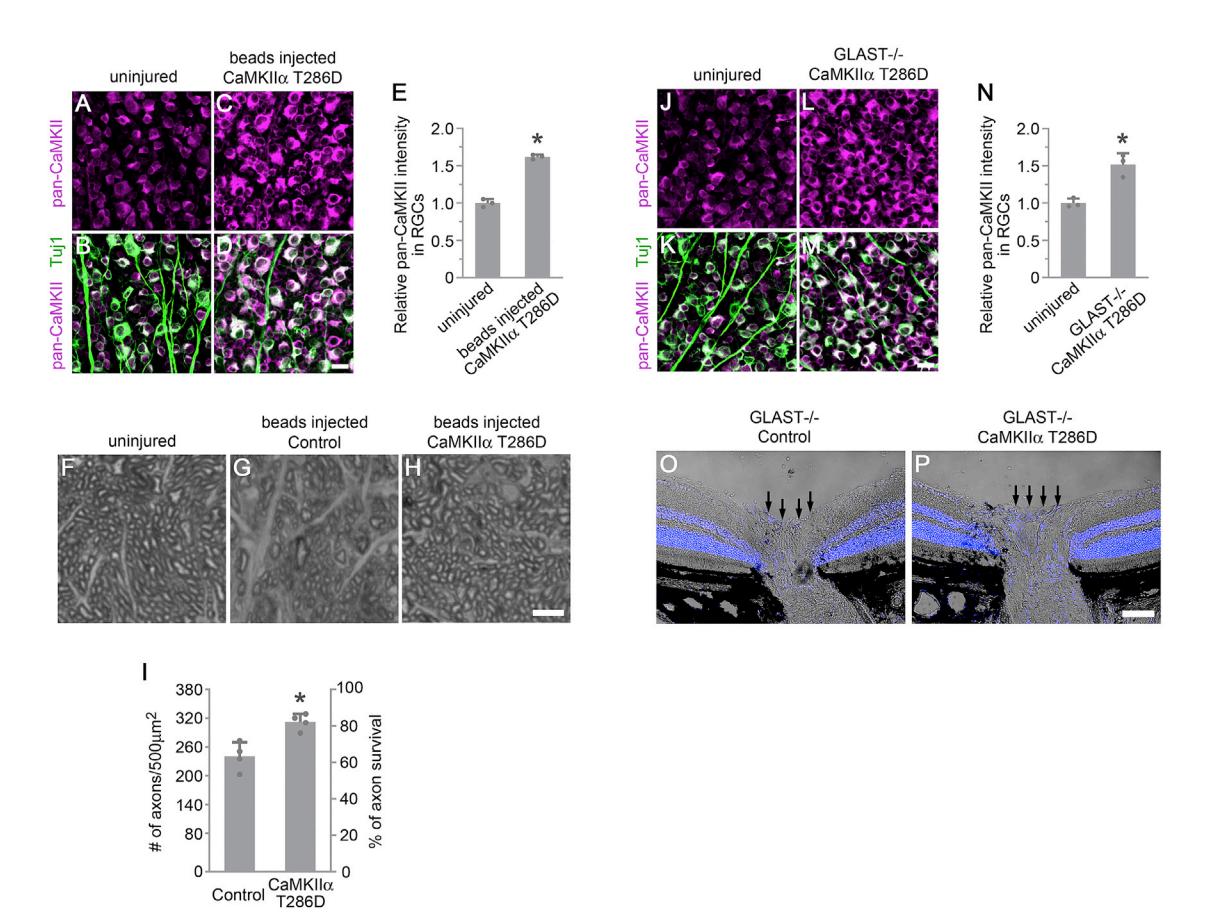 beads injected
uninjured CaMKIIα T286D
A C
pan-CaMKII
B D
pan-CaMKII Tuj1
E
Relative pan-CaMKII intensity
in RGCs
2.0
*
1.5
1.0
0.5
0
uninjured
beads injected
CaMKIIα T286D
GLAST-/-
uninjured CaMKIIα T286D
J L
pan-CaMKII
K M
pan-CaMKII Tuj1
N
Relative pan-CaMKII intensity
in RGCs
2.0
*
1.5
1.0
0.5
0
uninjured
GLAST-/-
CaMKIIα T286D
uninjured
beads injected
Control
beads injected
CaMKIIα T286D
F G H
GLAST-/-
Control
GLAST-/-
CaMKIIα T286D
O P
I
# of axons/500µm2
380
320
260
200
140
80
0
*
100
80
60
40
20
0
% of axon survival
Control
CaMKIIα
T286D